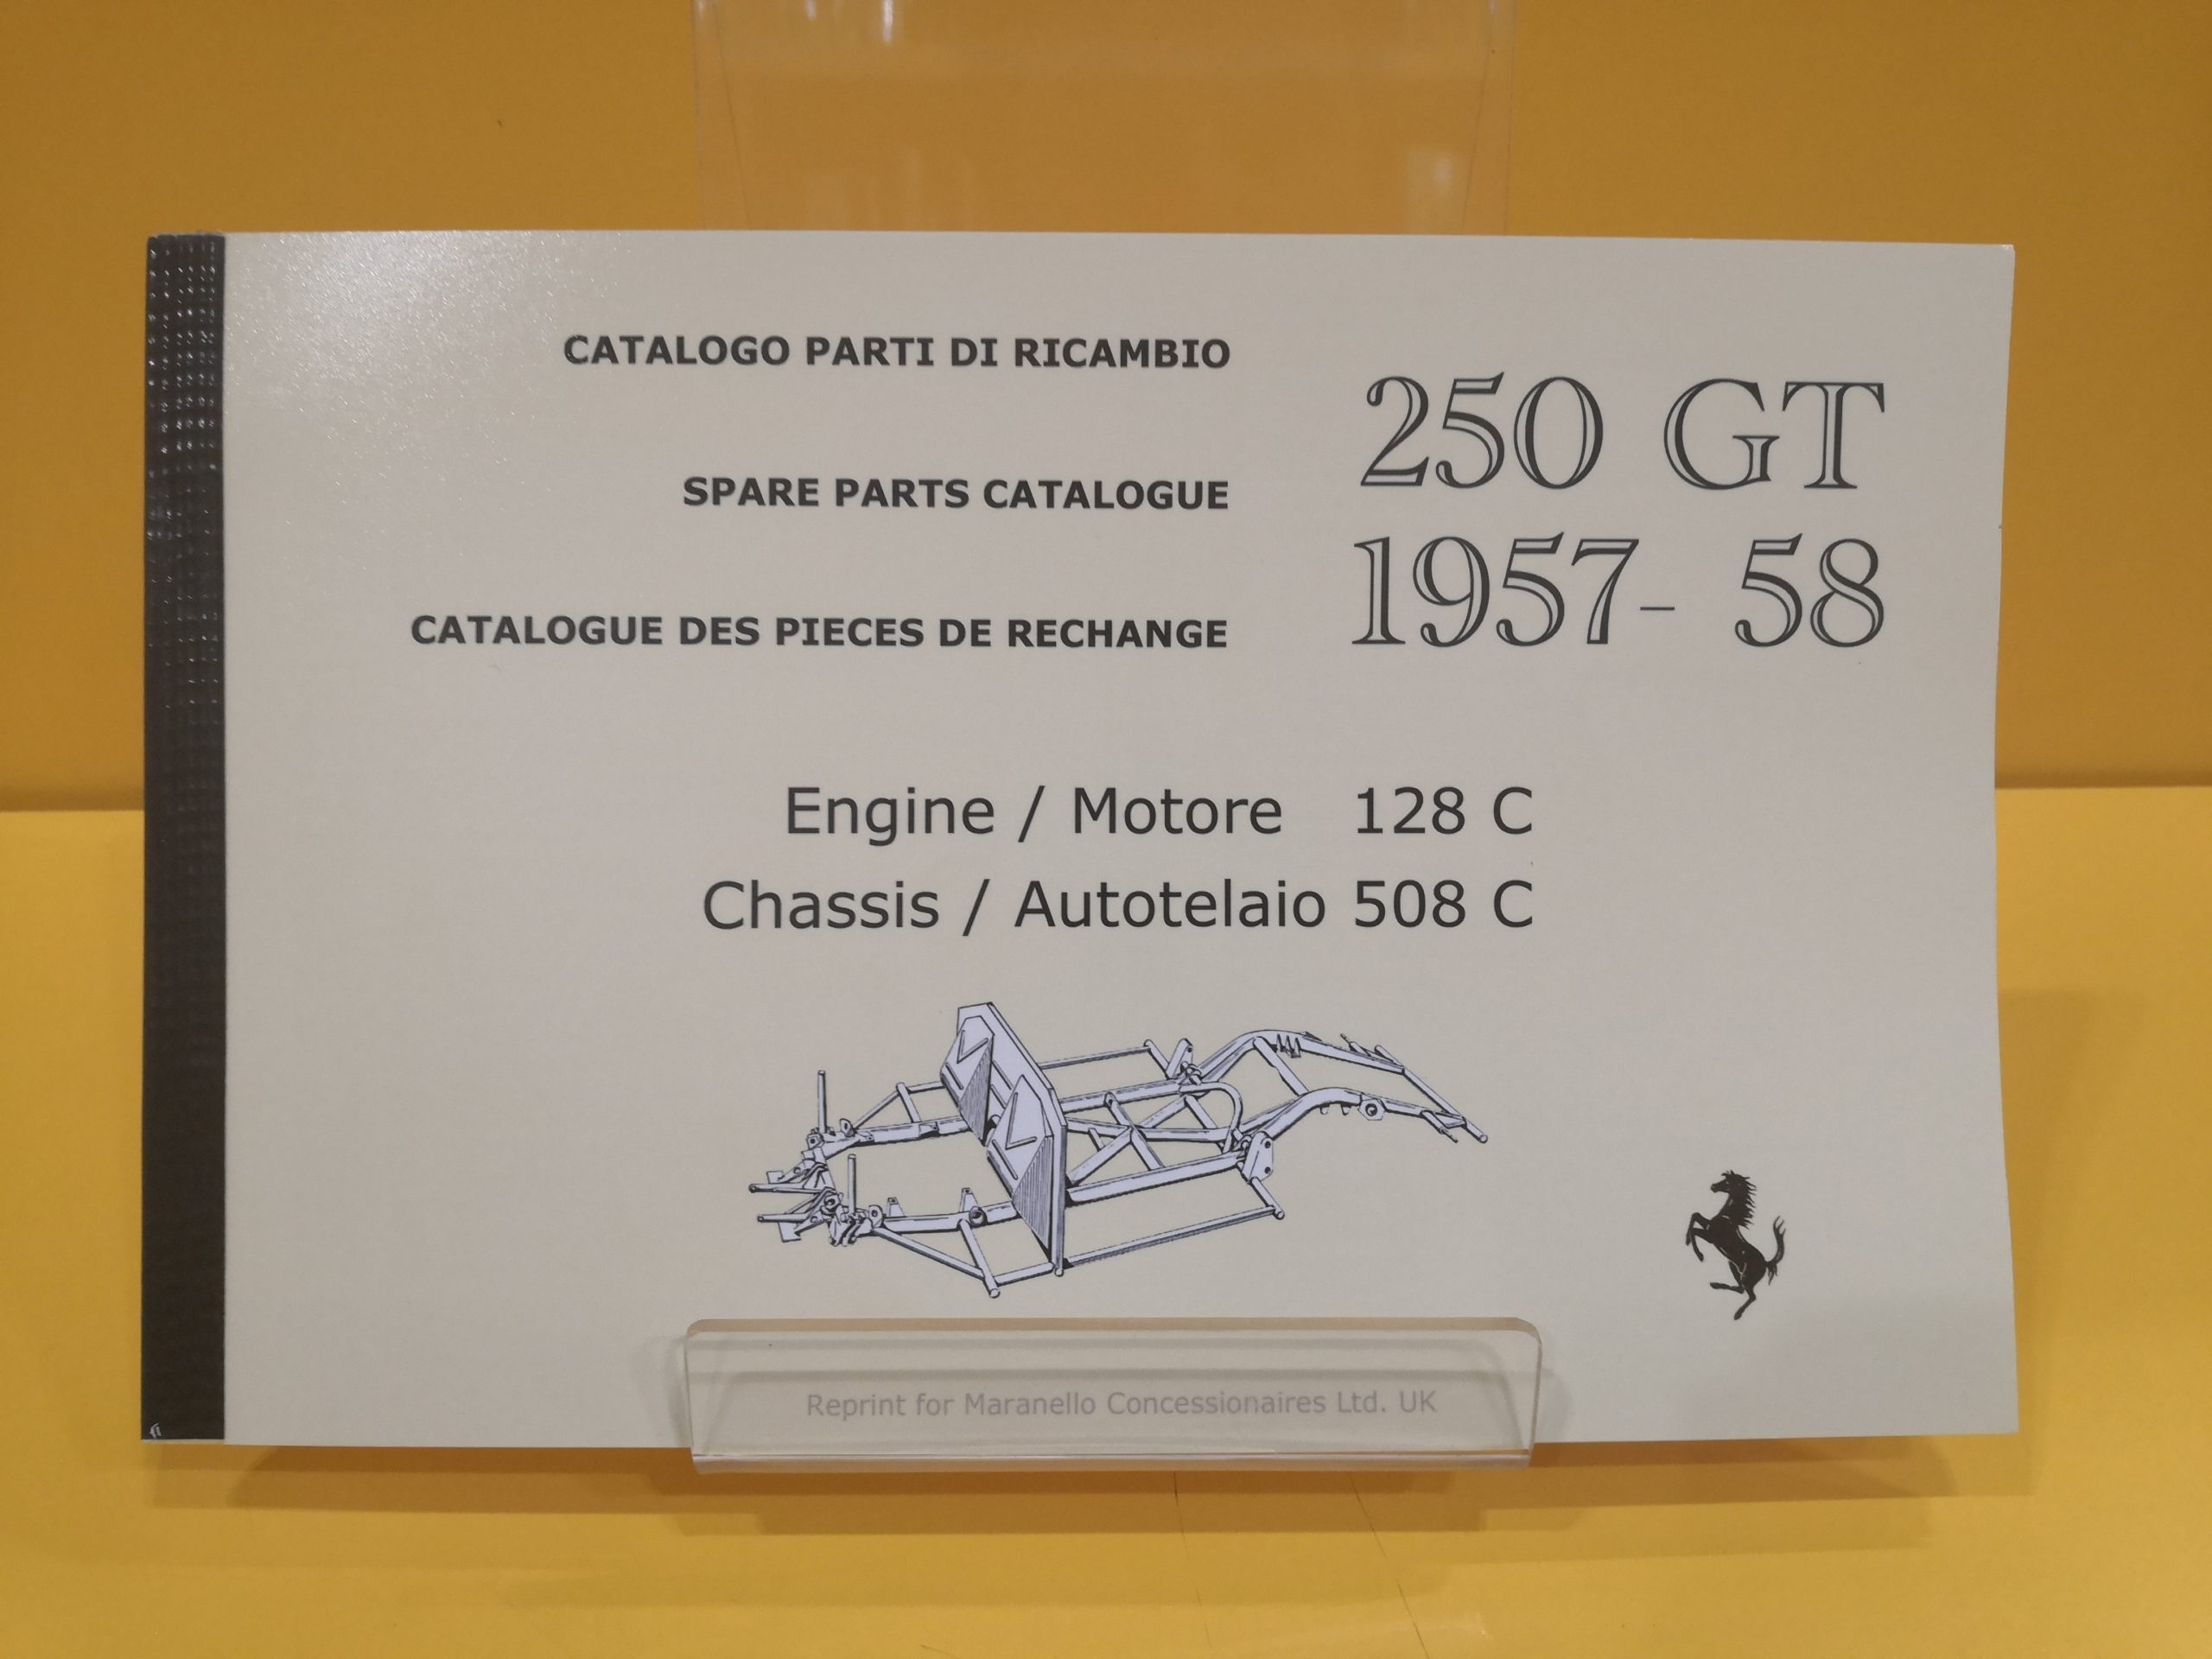 CATALOGO PARTI DI RICAMBIO
SPARE PARTS CATALOGUE
CATALOGUE DES PIECES DE RECHANGE
250 GT
1957- 58
Engine / Motore 128 C
Chassis / Autotelaio 508 C
Reprint for Maranello Concessionaires Ltd. UK